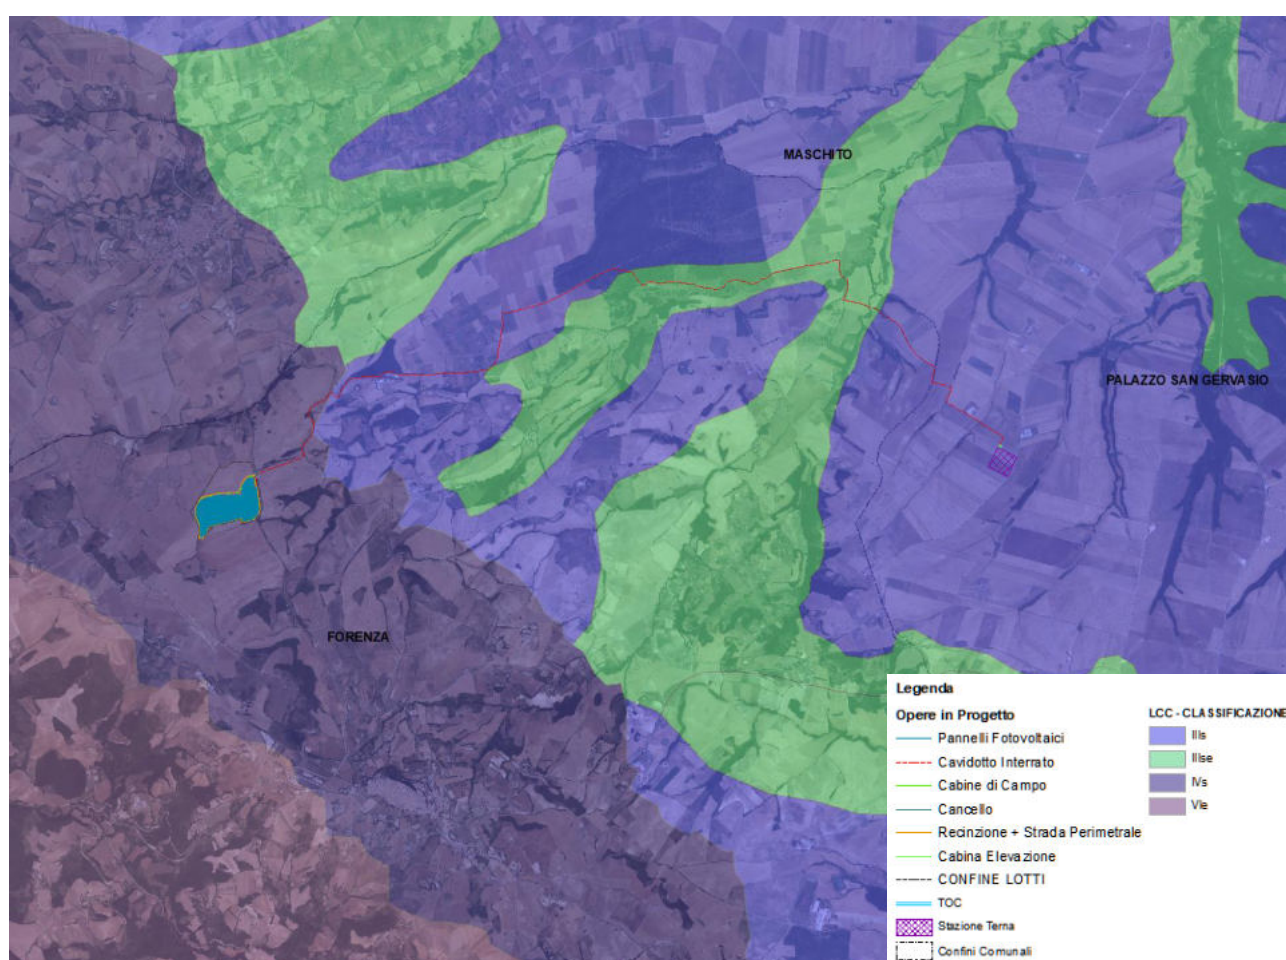 MASCHITO
PALAZZO SAN GERVASIO
FORENZA
Legenda
Opere in Progetto
Pannelli Fotovoltaici
Cavidotto Interrato
Cabine di Campo
Cancello
Recinzione + Strada Perimetrale
Cabina Elevazione
CONFINE LOTTI
TOC
Stazione Terna
Confini Comunali
LCC - CLASSIFICAZIONE
IIIs
IIIse
IVs
VIe